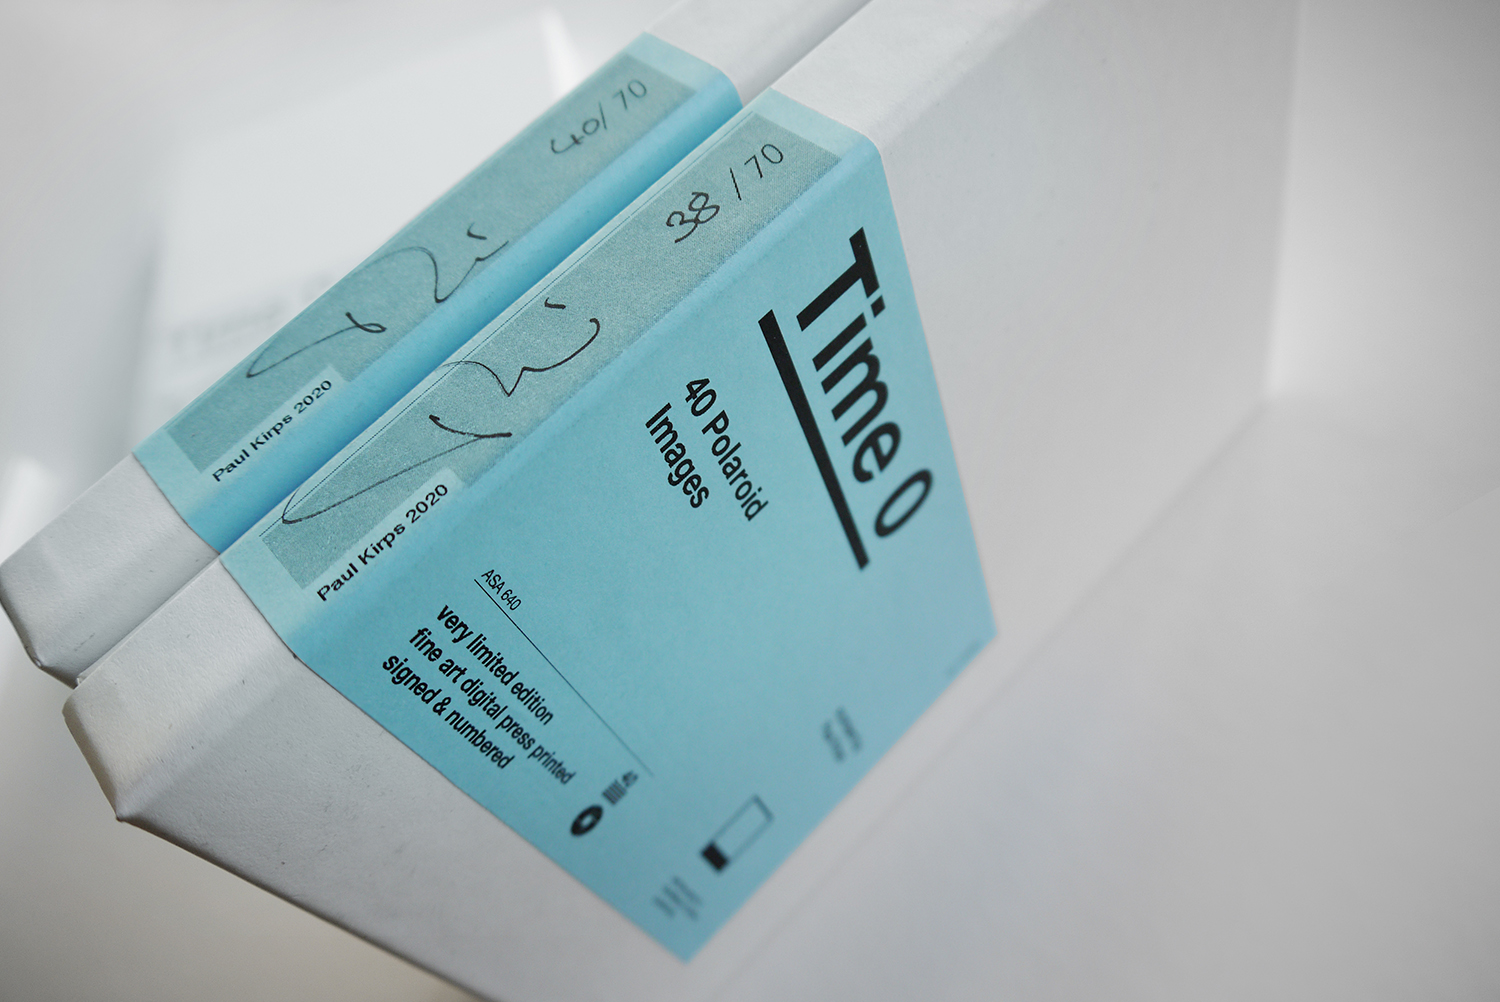 40/70
Paul Kirps 2020
38/70
Paul Kirps 2020
Time 0
40 Polaroid
Images
ASA 640
very limited edition
fine art digital press printed
signed & numbered